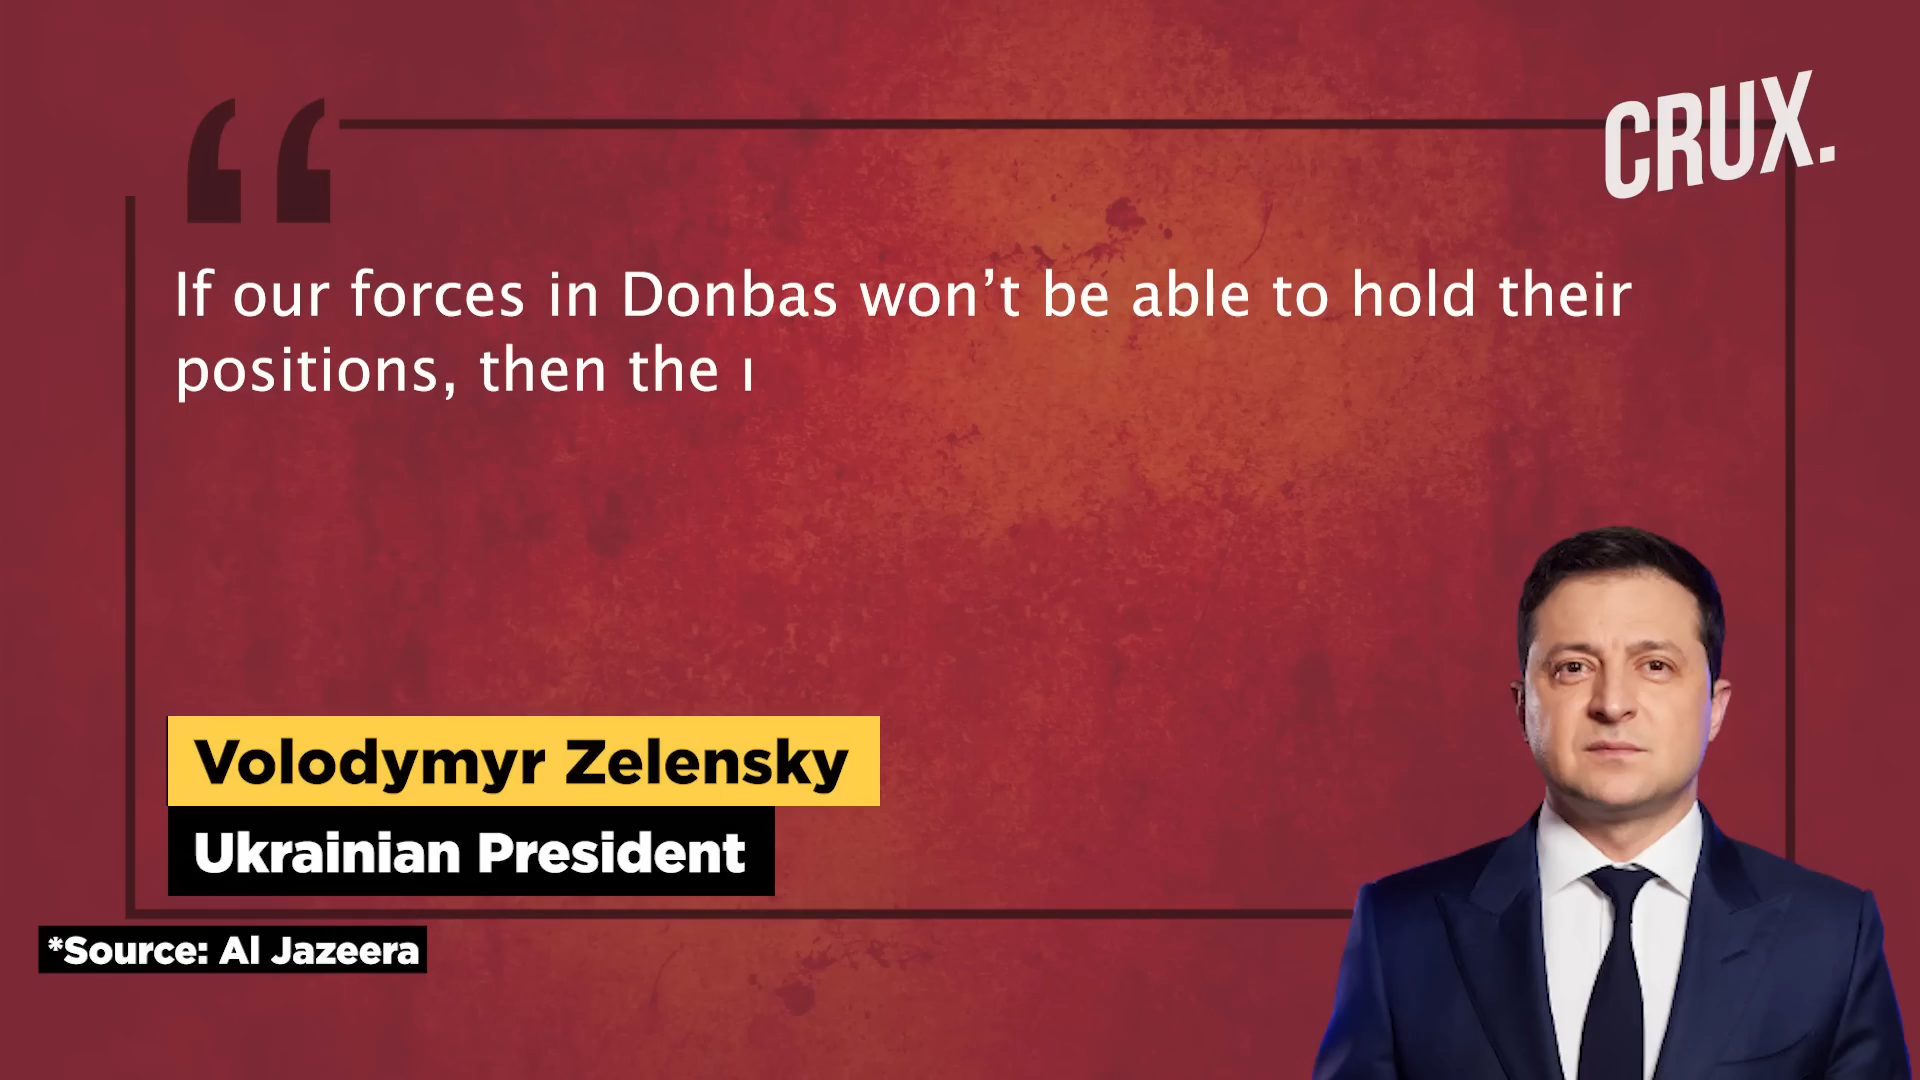 CRUX.
“
If our forces in Donbas won’t be able to hold their
positions, then the
Volodymyr Zelensky
Ukrainian President
*Source: Al Jazeera